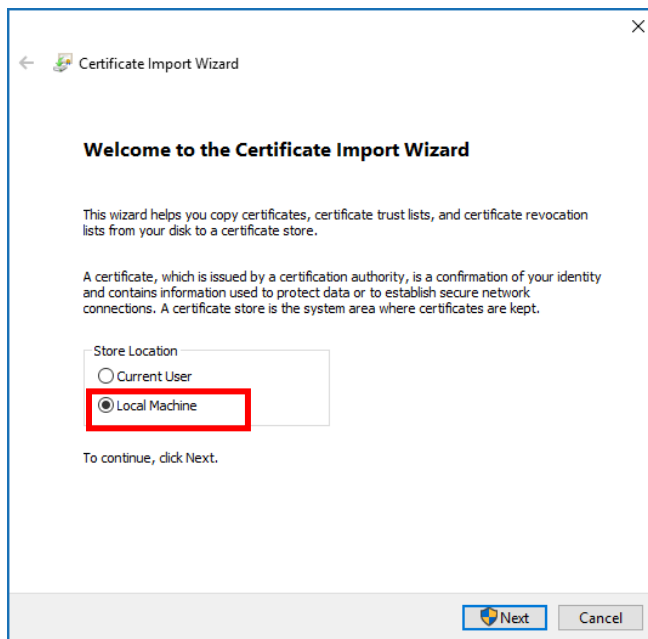 Certificate Import Wizard
Welcome to the Certificate Import Wizard
This wizard helps you copy certificates, certificate trust lists, and certificate revocation
lists from your disk to a certificate store.
A certificate, which is issued by a certification authority, is a confirmation of your identity
and contains information used to protect data or to establish secure network
connections. A certificate store is the system area where certificates are kept.
Store Location
Current User
Local Machine
To continue, click Next.
Next Cancel